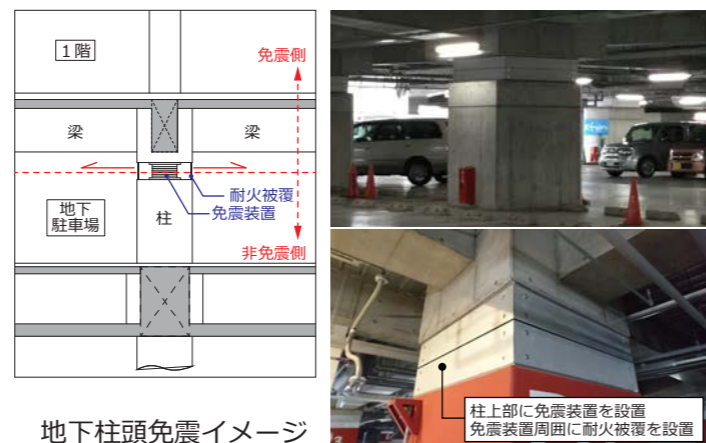 1階
免震側
梁
梁
耐火被覆
免震装置
地下
駐車場
柱
非免震側
地下柱頭免震イメージ
柱上部に免震装置を設置
免震装置周囲に耐火被覆を設置